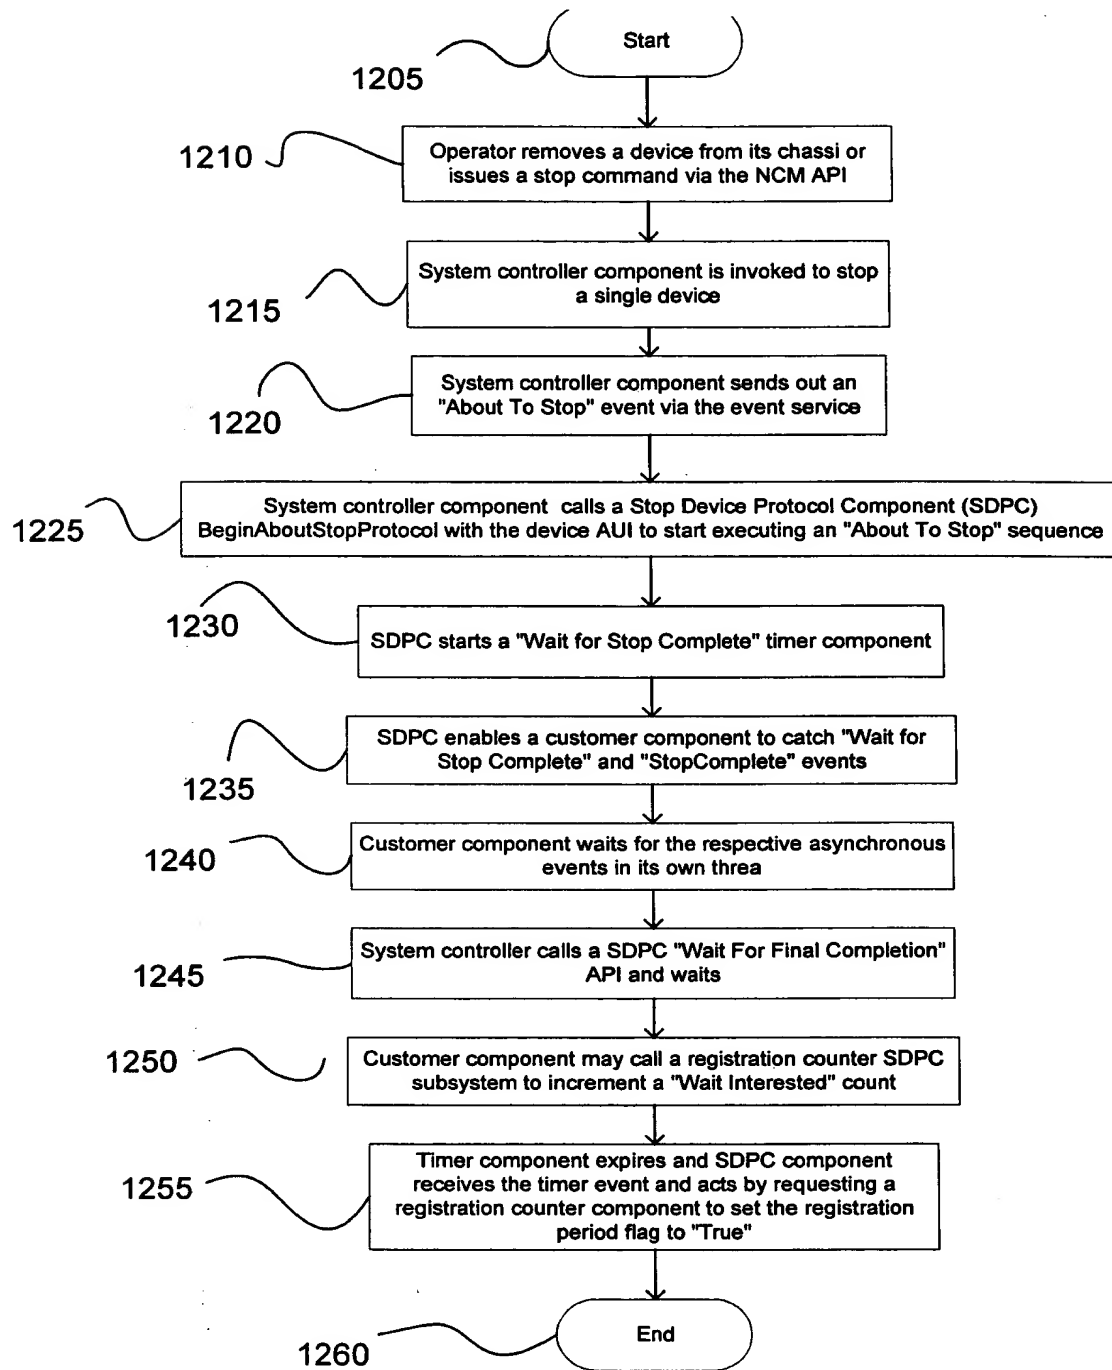 Start
1205
1210
Operator removes a device from its chassi or
issues a stop command via the NCM API
1215
System controller component is invoked to stop
a single device
1220
System controller component sends out an
"About To Stop" event via the event service
1225
System controller component calls a Stop Device Protocol Component (SDPC)
BeginAboutStopProtocol with the device AUI to start executing an "About To Stop" sequence
1230
SDPC starts a "Wait for Stop Complete" timer component
1235
SDPC enables a customer component to catch "Wait for
Stop Complete" and "StopComplete" events
1240
Customer component waits for the respective asynchronous
events in its own threa
1245
System controller calls a SDPC "Wait For Final Completion"
API and waits
1250
Customer component may call a registration counter SDPC
subsystem to increment a "Wait Interested" count
1255
Timer component expires and SDPC component
receives the timer event and acts by requesting a
registration counter component to set the registration
period flag to "True"
End
1260